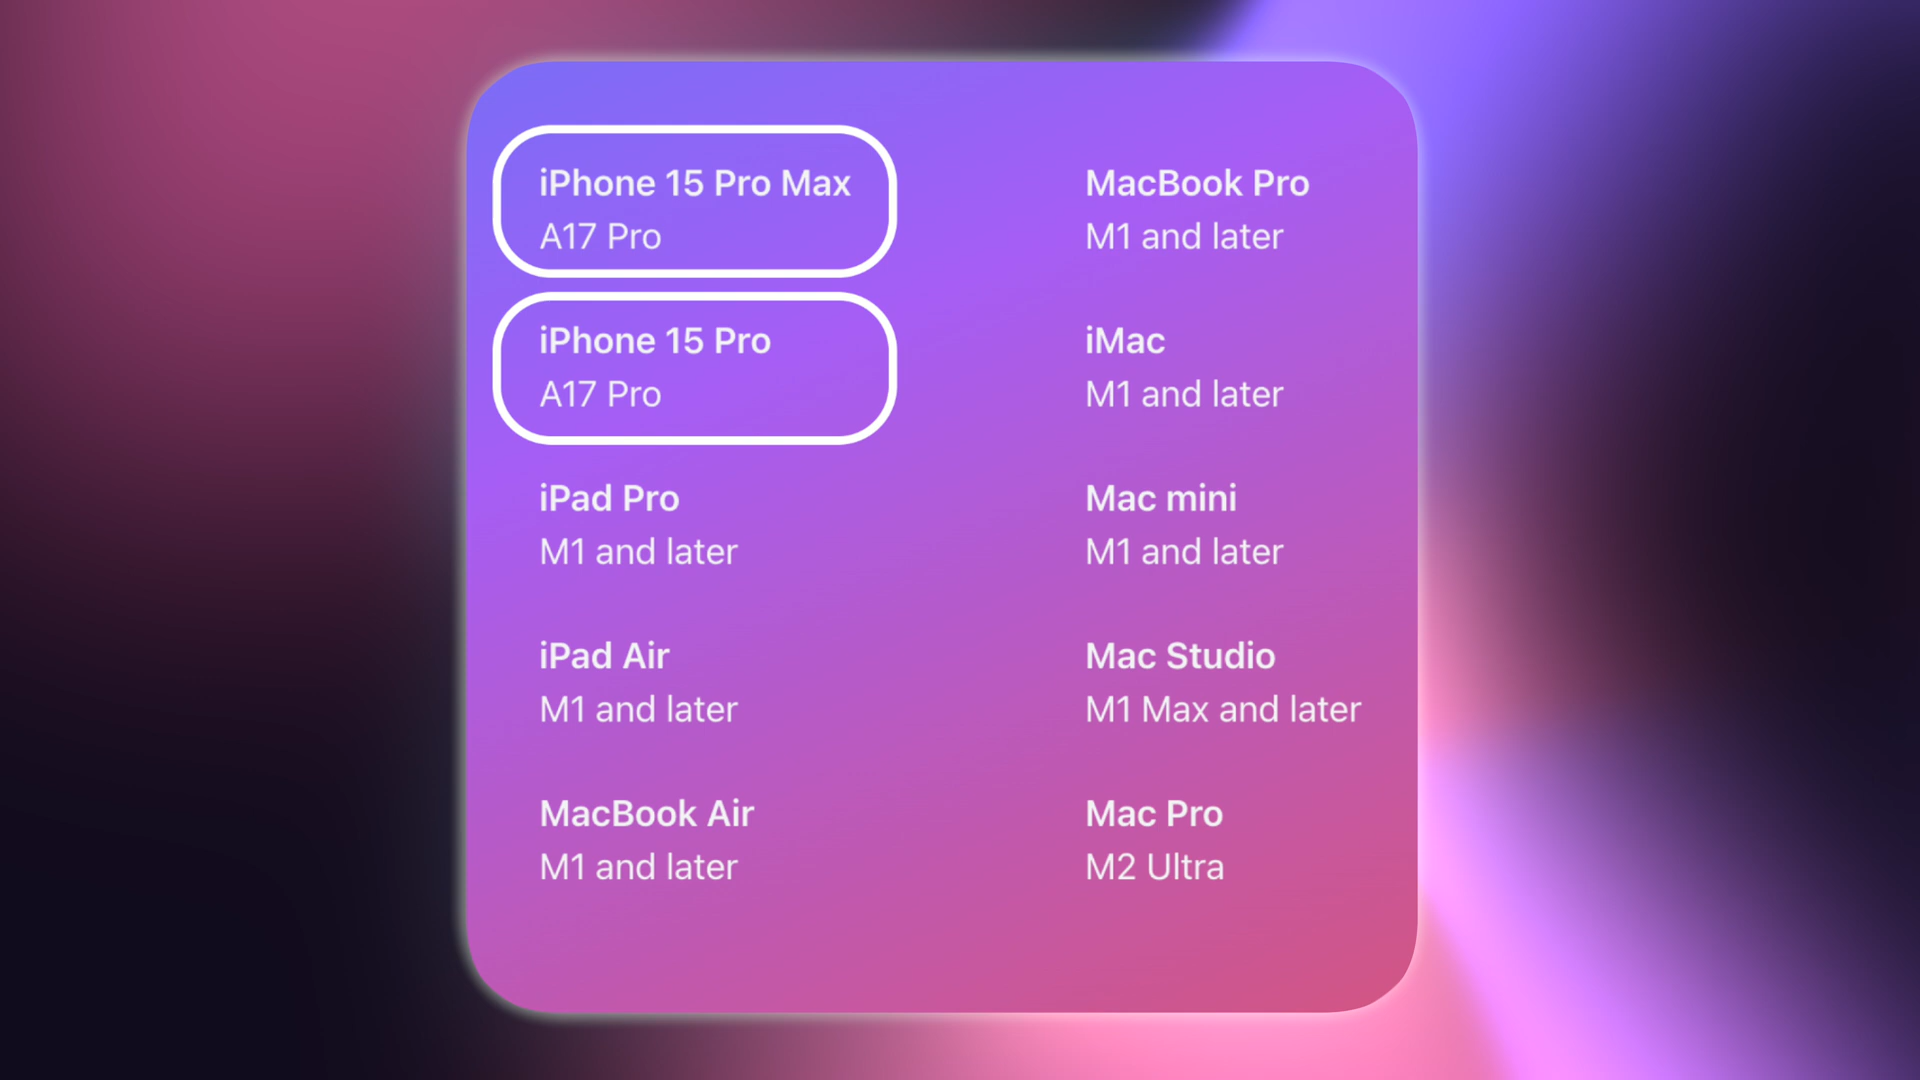 iPhone 15 Pro Max
A17 Pro
iPhone 15 Pro
A17 Pro
iPad Pro
M1 and later
iPad Air
M1 and later
MacBook Air
M1 and later
MacBook Pro
M1 and later
iMac
M1 and later
Mac mini
M1 and later
Mac Studio
M1 Max and later
Mac Pro
M2 Ultra